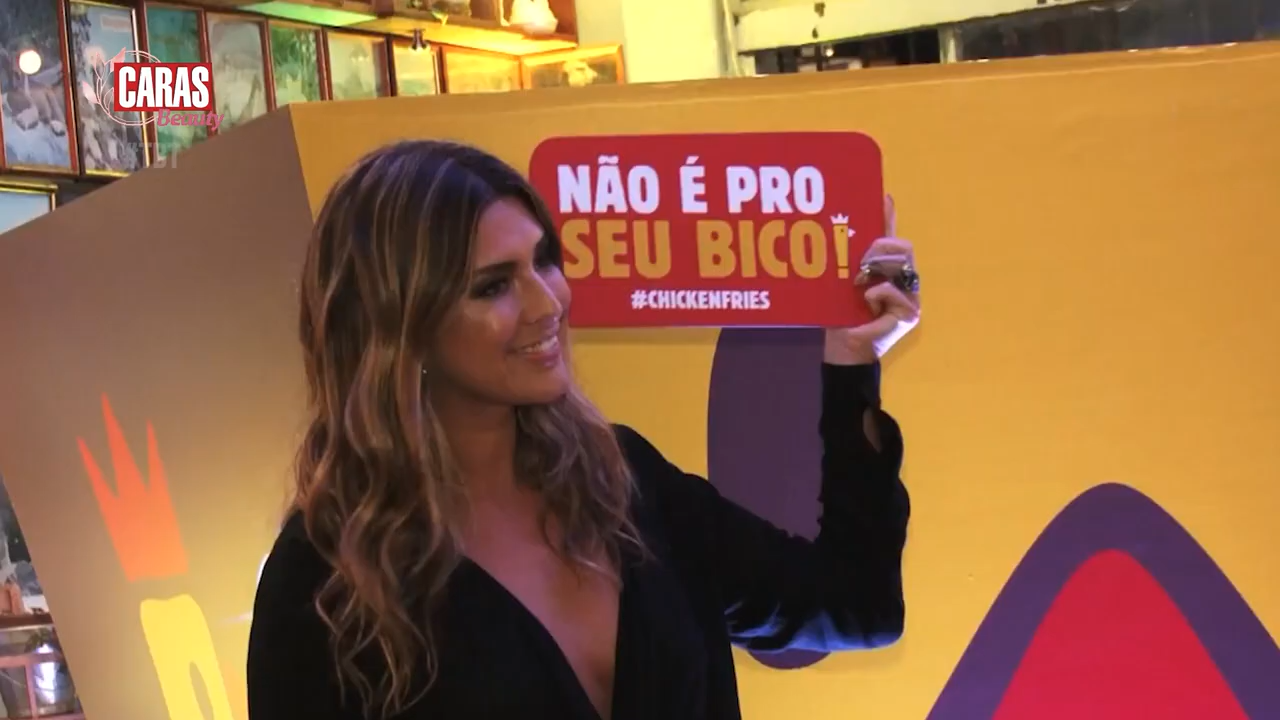 CARAS
Beauty
NÃO É PRO
SEU BICO!
#CHICKENFRIES